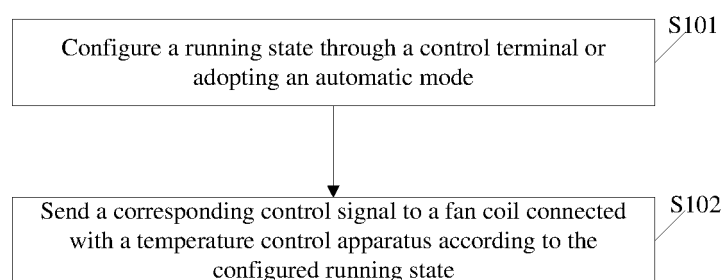 S101
Configure a running state through a control terminal or
adopting an automatic mode
S102
Send a corresponding control signal to a fan coil connected
with a temperature control apparatus according to the
configured running state